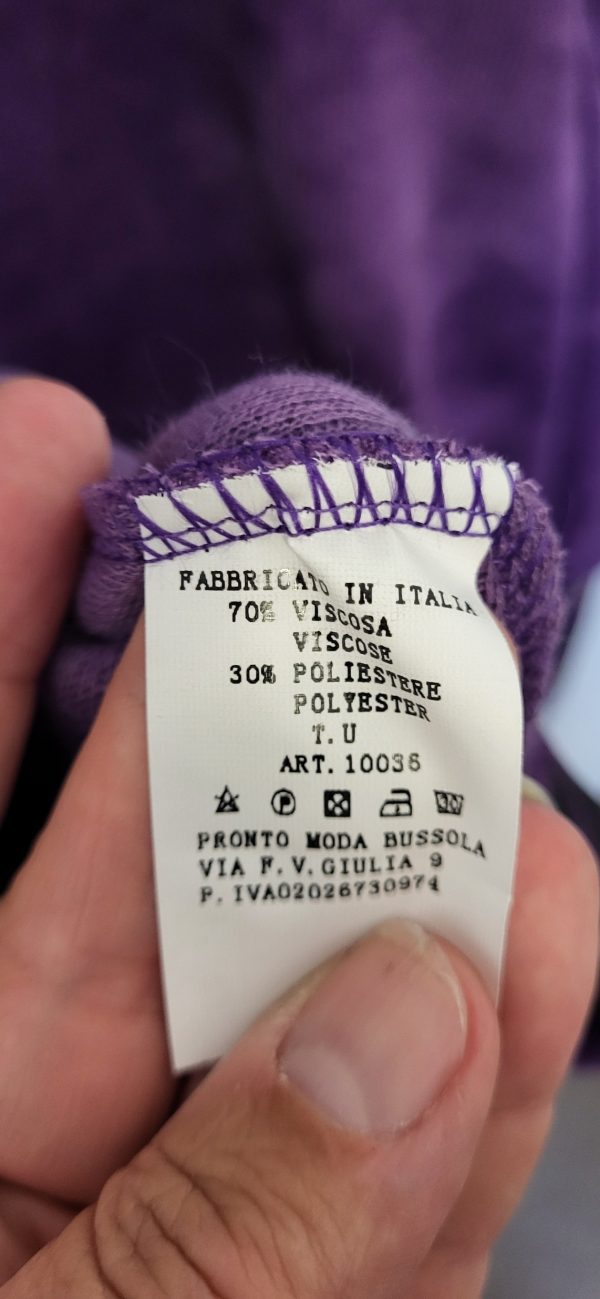 FABBRICATO IN ITALIA
70% VISCOSA
VISCOSE
30% POLIESTERE
POLYESTER
T.U
ART. 10036
P
PRONTO MODA BUSSOLA
VIA F. V. GIULIA 9
P. IVA02026730974